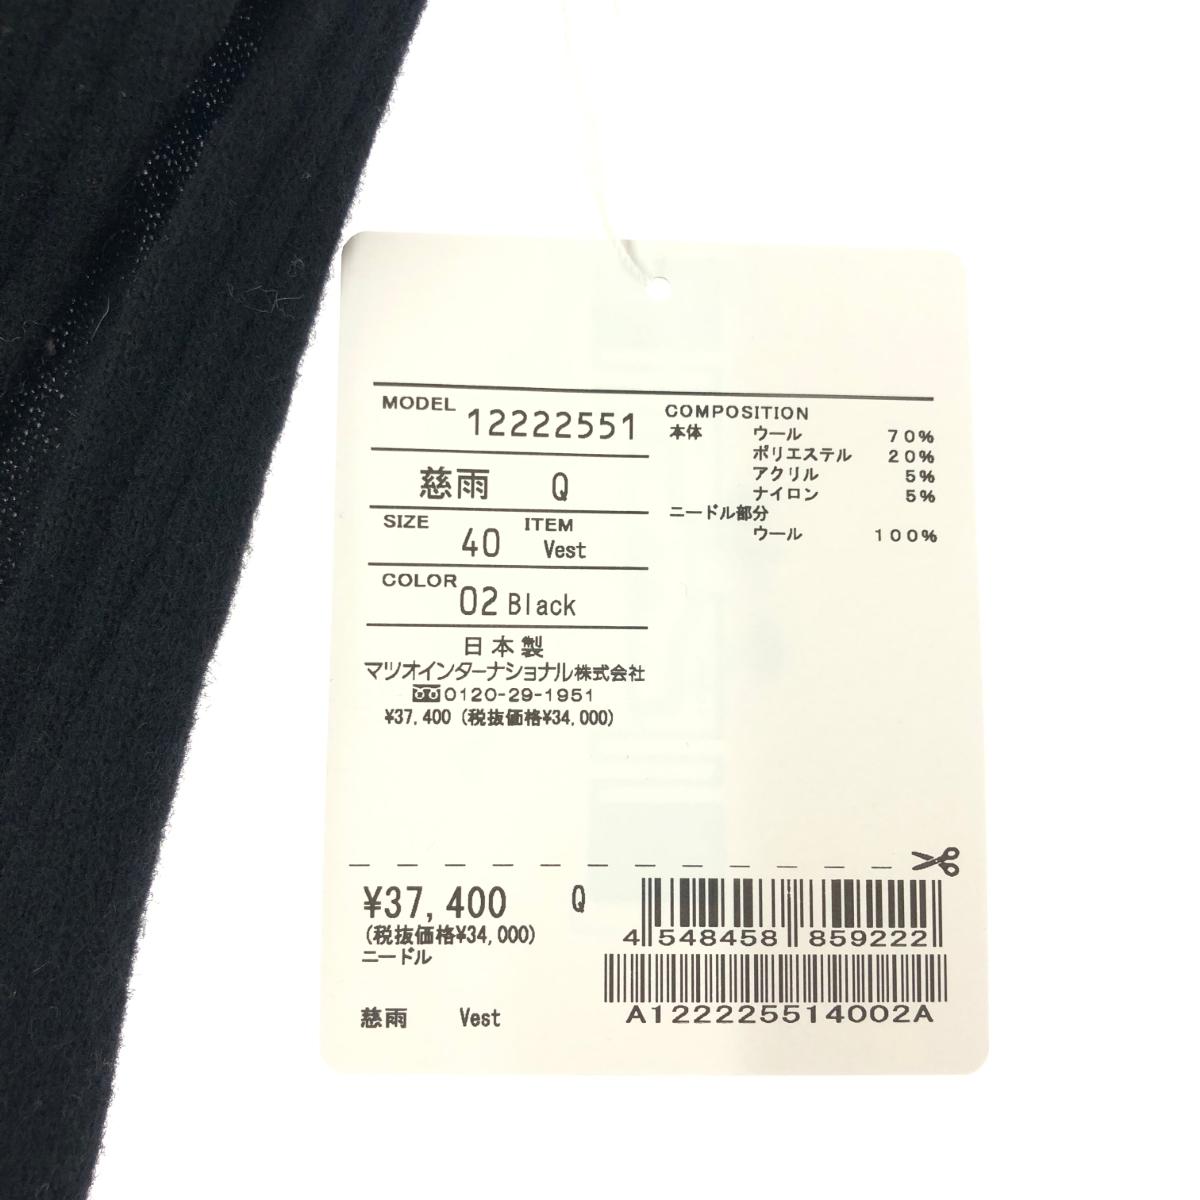 MODEL 12222551
慈雨 Q
SIZE 40 ITEM Vest
COLOR 02 Black
日本製
マツオインターナショナル株式会社
0120-29-1951
¥37,400 (税抜価格¥34,000)
COMPOSITION
本体 ウール 70%
ポリエステル 20%
アクリル 5%
ナイロン 5%
ニードル部分
ウール 100%
¥37,400 Q
(税抜価格¥34,000)
ニードル
慈雨 Vest
4 548458 859222
A122225514002A